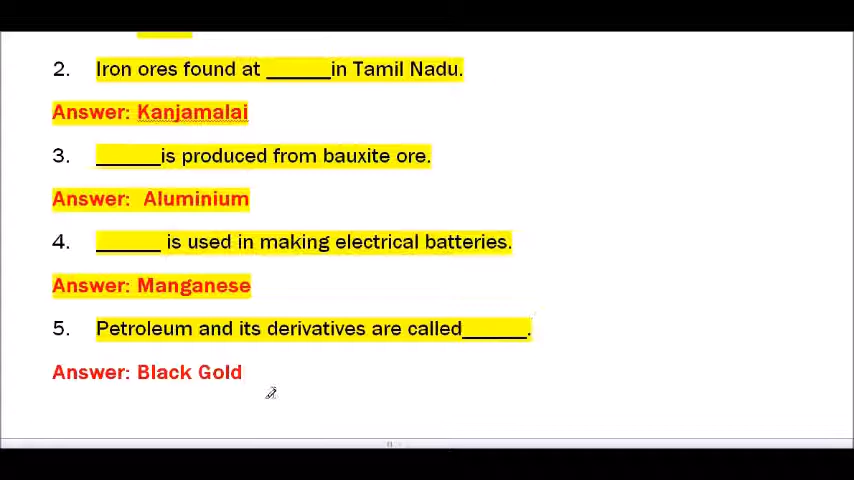 2. Iron ores found at ______in Tamil Nadu.
Answer: Kanjamalai
3. ______is produced from bauxite ore.
Answer: Aluminium
4. ______ is used in making electrical batteries.
Answer: Manganese
5. Petroleum and its derivatives are called______.
Answer: Black Gold